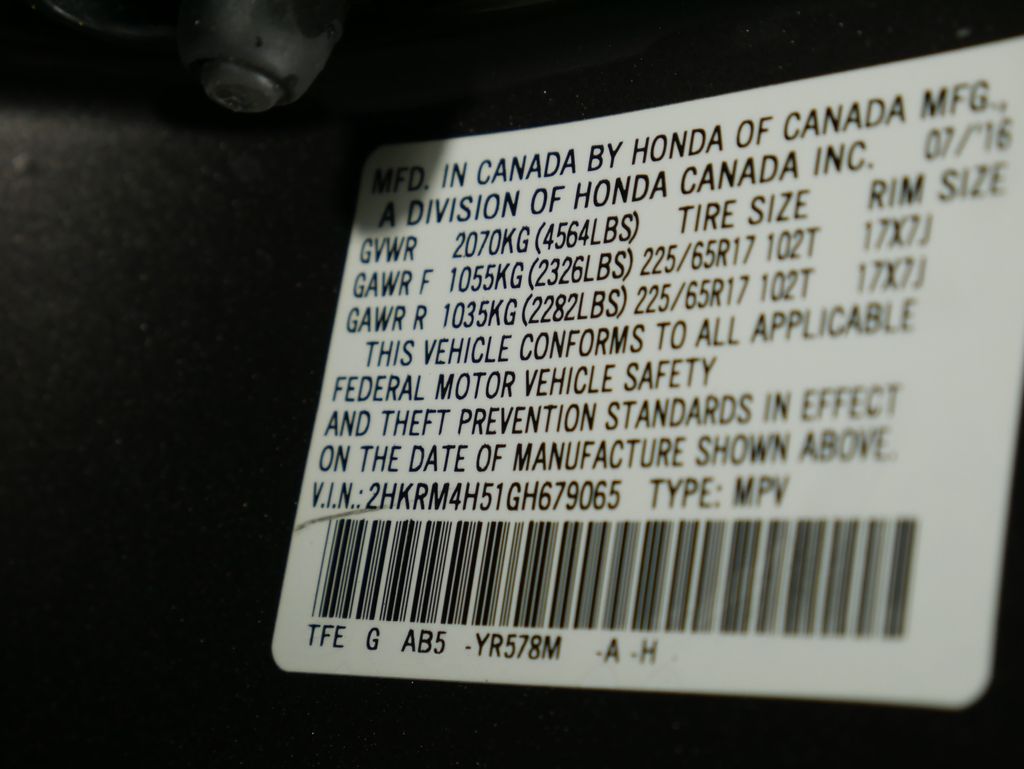 MFD. IN CANADA BY HONDA OF CANADA MFG.,
A DIVISION OF HONDA CANADA INC. 07/'16
GVWR 2070KG (4564LBS) TIRE SIZE RIM SIZE
GAWR F 1055KG (2326LBS) 225/65R17 102T 17X7J
GAWR R 1035KG (2282LBS) 225/65R17 102T 17X7J
THIS VEHICLE CONFORMS TO ALL APPLICABLE
FEDERAL MOTOR VEHICLE SAFETY
AND THEFT PREVENTION STANDARDS IN EFFECT
ON THE DATE OF MANUFACTURE SHOWN ABOVE.
V.I.N.: 2HKRM4H51GH679065 TYPE: MPV
TFE G AB5 -YR578M -A -H